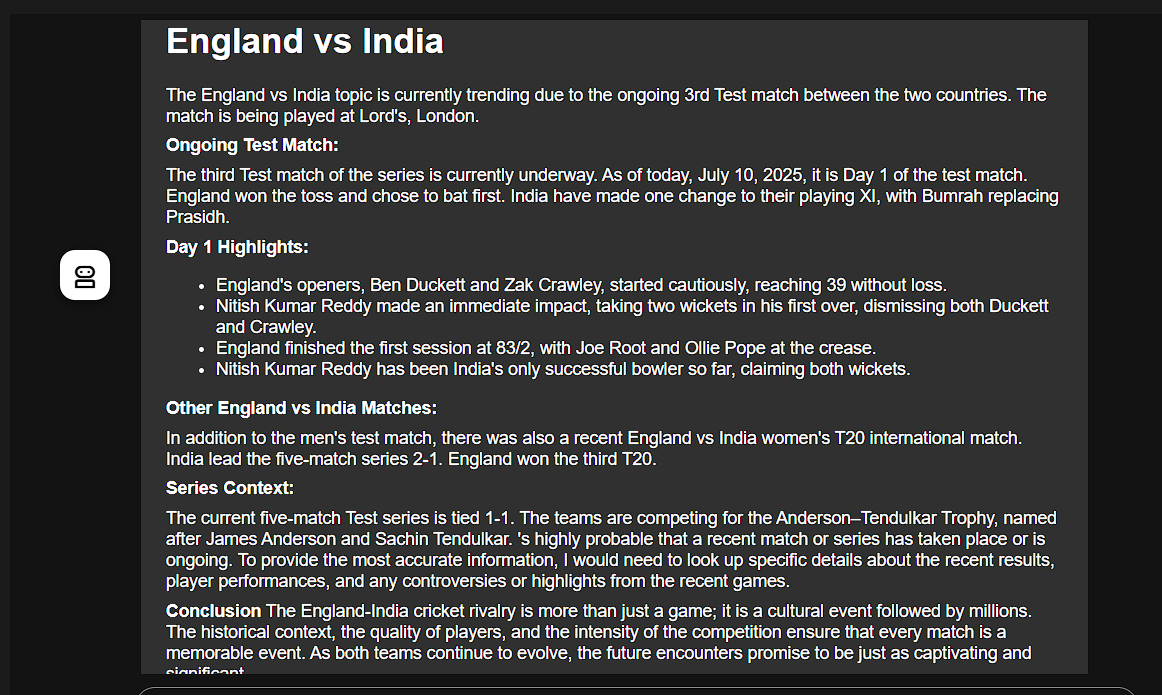 England vs India
The England vs India topic is currently trending due to the ongoing 3rd Test match between the two countries. The
match is being played at Lord's, London.
Ongoing Test Match:
The third Test match of the series is currently underway. As of today, July 10, 2025, it is Day 1 of the test match.
England won the toss and chose to bat first. India have made one change to their playing XI, with Bumrah replacing
Prasidh.
Day 1 Highlights:
• England's openers, Ben Duckett and Zak Crawley, started cautiously, reaching 39 without loss.
• Nitish Kumar Reddy made an immediate impact, taking two wickets in his first over, dismissing both Duckett
and Crawley.
• England finished the first session at 83/2, with Joe Root and Ollie Pope at the crease.
• Nitish Kumar Reddy has been India's only successful bowler so far, claiming both wickets.
Other England vs India Matches:
In addition to the men's test match, there was also a recent England vs India women's T20 international match.
India lead the five-match series 2-1. England won the third T20.
Series Context:
The current five-match Test series is tied 1-1. The teams are competing for the Anderson–Tendulkar Trophy, named
after James Anderson and Sachin Tendulkar. 's highly probable that a recent match or series has taken place or is
ongoing. To provide the most accurate information, I would need to look up specific details about the recent results,
player performances, and any controversies or highlights from the recent games.
Conclusion The England-India cricket rivalry is more than just a game; it is a cultural event followed by millions.
The historical context, the quality of players, and the intensity of the competition ensure that every match is a
memorable event. As both teams continue to evolve, the future encounters promise to be just as captivating and
significant.